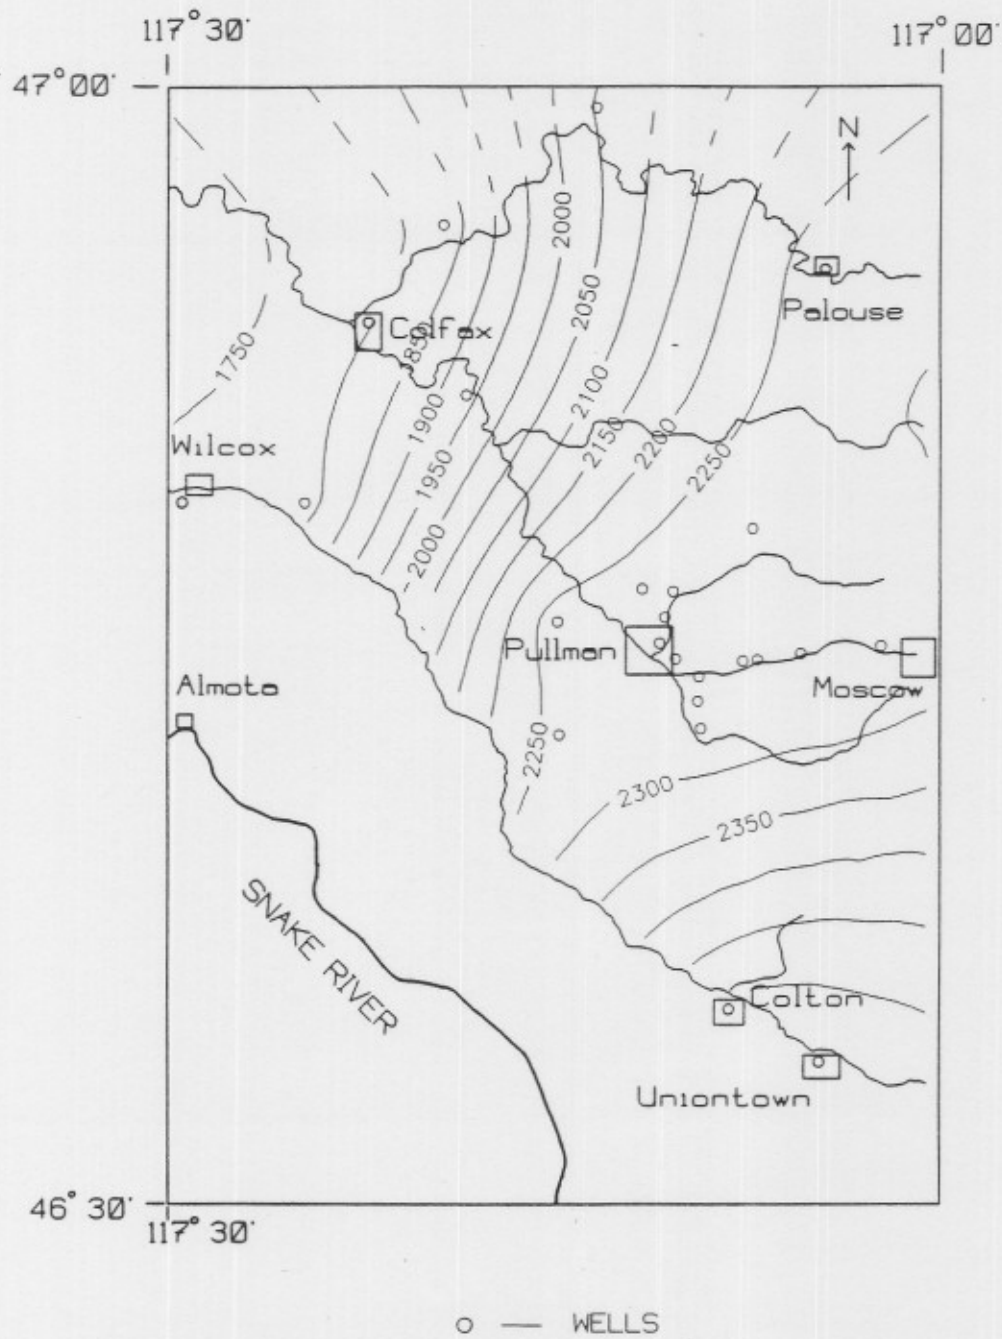 117°30'
117°00'
47°00'
N
2000
2050
Palouse
Colfax
1850
1750
1900
2100
2150
2200
2250
Wilcox
1950
2000
Pullman
Moscow
Almota
2250
2300
2350
SNAKE RIVER
Colton
Uniontown
46°30'
117°30'
WELLS